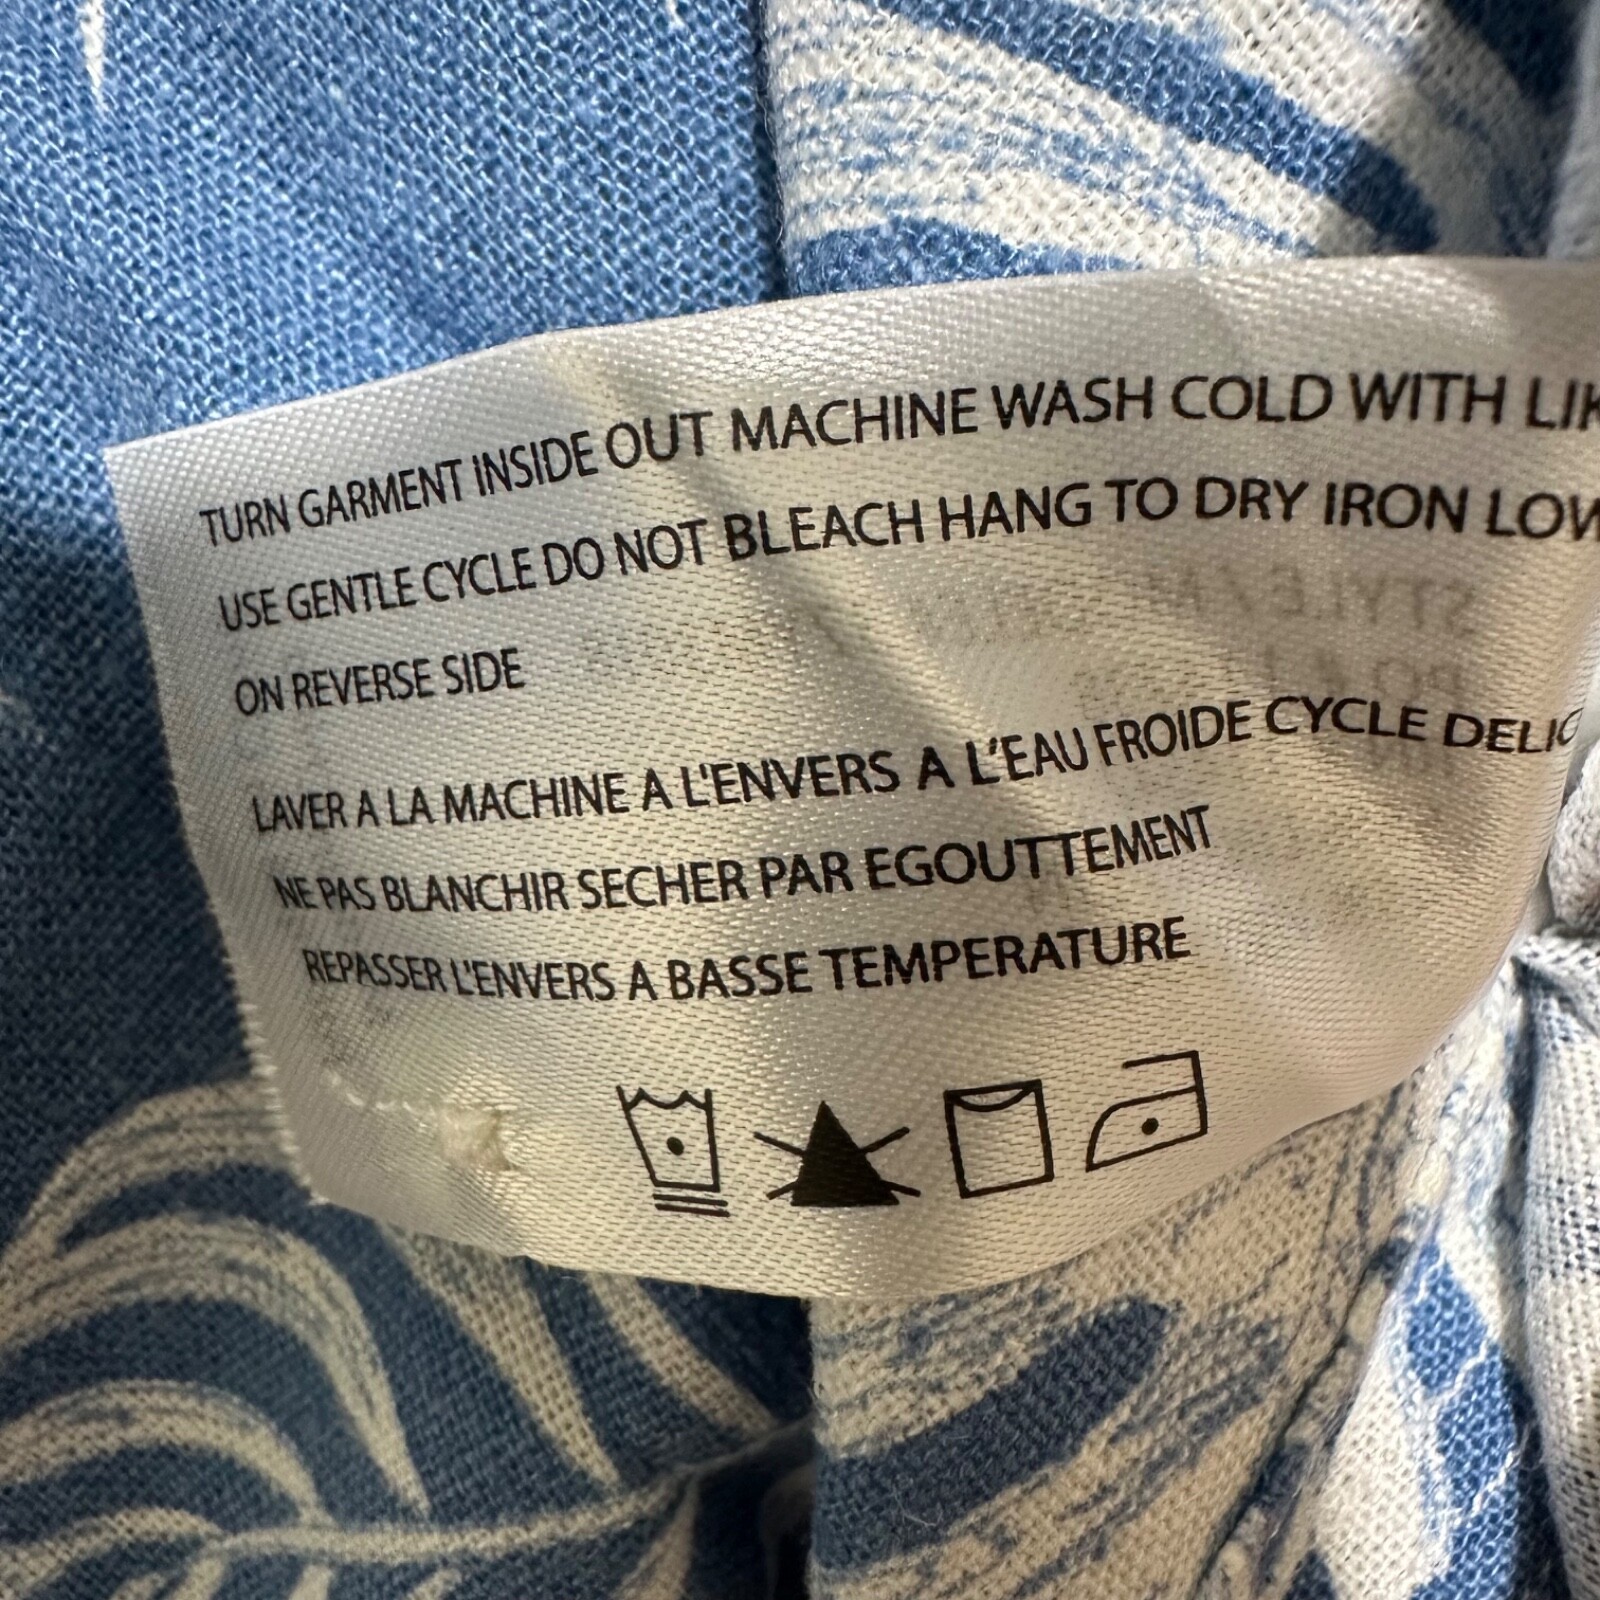 TURN GARMENT INSIDE OUT MACHINE WASH COLD WITH
USE GENTLE CYCLE DO NOT BLEACH HANG TO DRY IRON LOW
ON REVERSE SIDE
LAVER A LA MACHINE A L'ENVERS A L'EAU FROIDE CYCLE
NE PAS BLANCHIR SECHER PAR EGOUTTEMENT
REPASSER L'ENVERS A BASSE TEMPERATURE